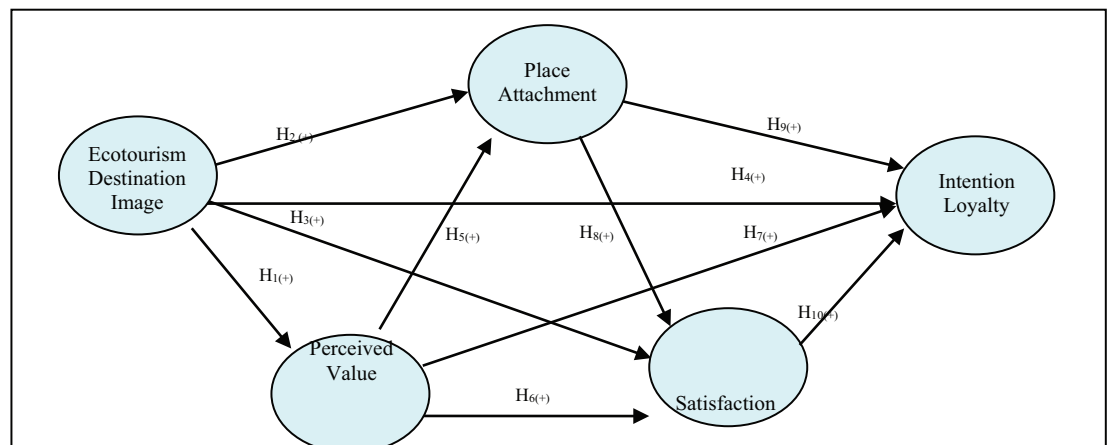 Place
Attachment
H2 (+)
H9(+)
Ecotourism
Destination
Image
H4(+)
Intention
Loyalty
H3(+)
H5(+)
H8(+)
H7(+)
H1(+)
H10(+)
Perceived
Value
H6(+)
Satisfaction